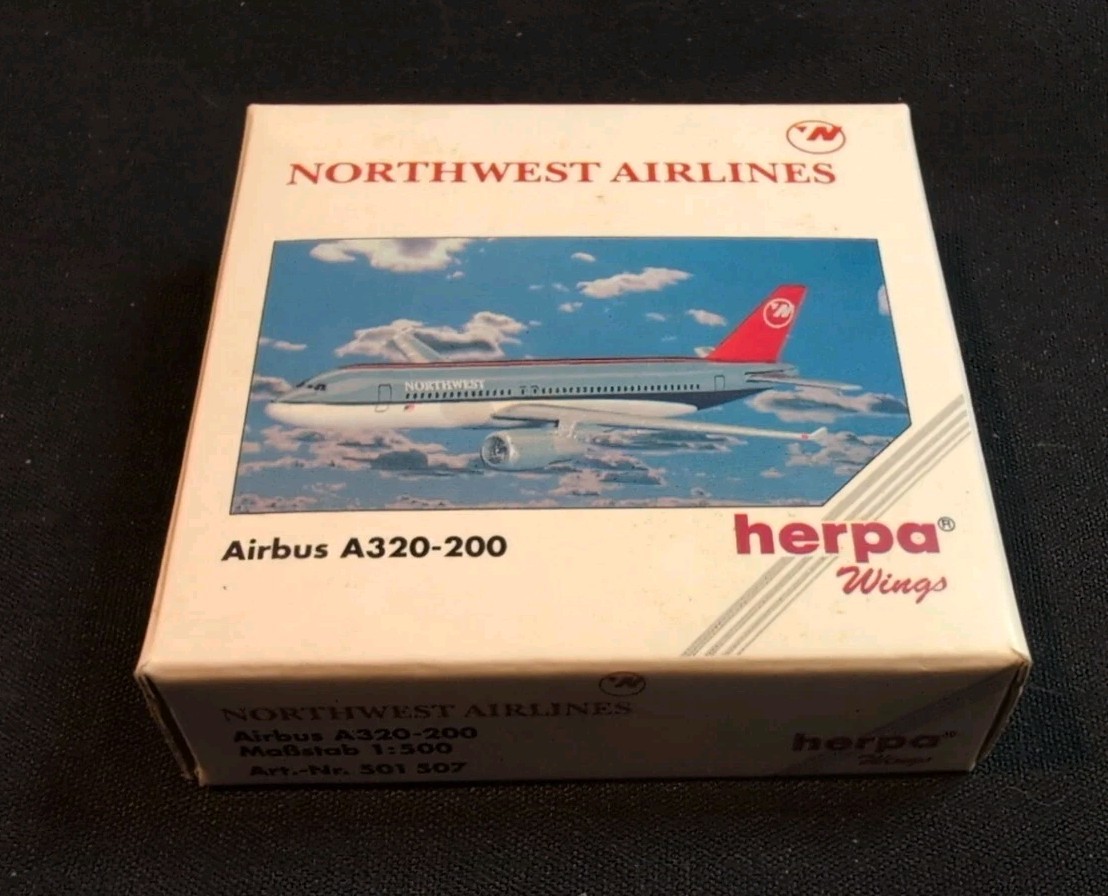 NORTHWEST AIRLINES
NORTHWEST
Airbus A320-200
herpa®
Wings
NORTHWEST AIRLINES
Airbus A320-200
Maßstab 1:500
Art.-Nr. 501 507
herpa®
Wings